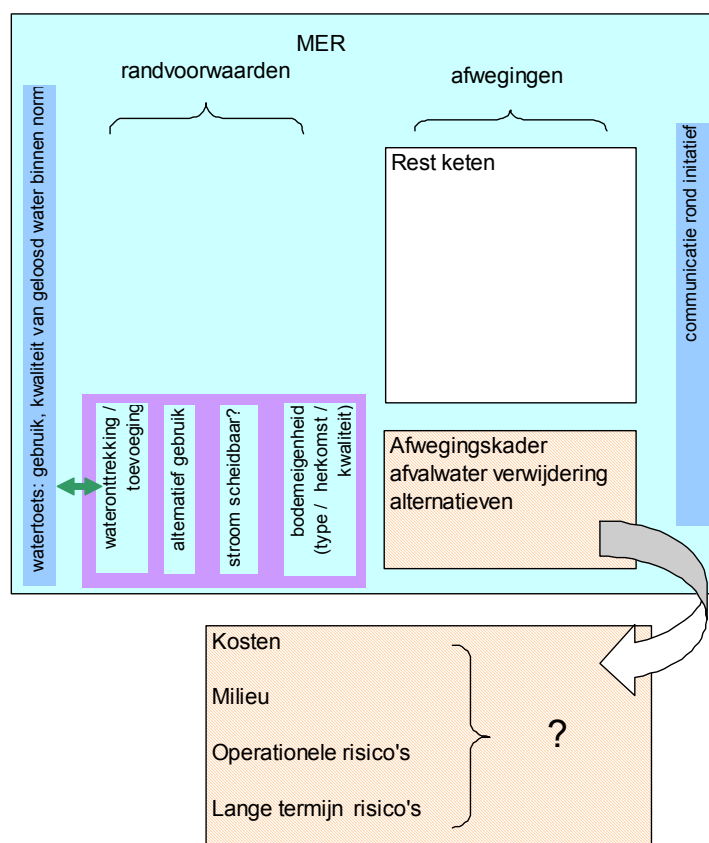 MER
randvoorwaarden
afwegingen
watertoets: gebruik, kwaliteit van geloosd water binnen norm
wateronttrekking /
toevoeging
alternatief gebruik
stroom scheidbaar?
bodemeigenheid
(type / herkomst /
kwaliteit)
Rest keten
Afwegingskader
afvalwater verwijdering
alternatieven
communicatie rond initatief
Kosten
Milieu
Operationele risico's
Lange termijn risico's
?